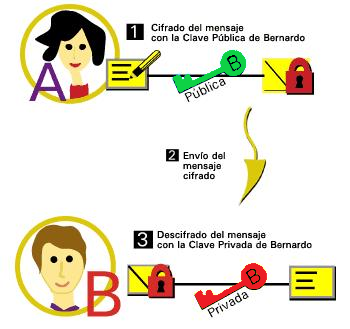 1 Cifrado del mensaje
con la Clave Pública de Bernardo
A
B
Pública
2 Envío del
mensaje
cifrado
3 Descifrado del mensaje
con la Clave Privada de Bernardo
B
B
Privada